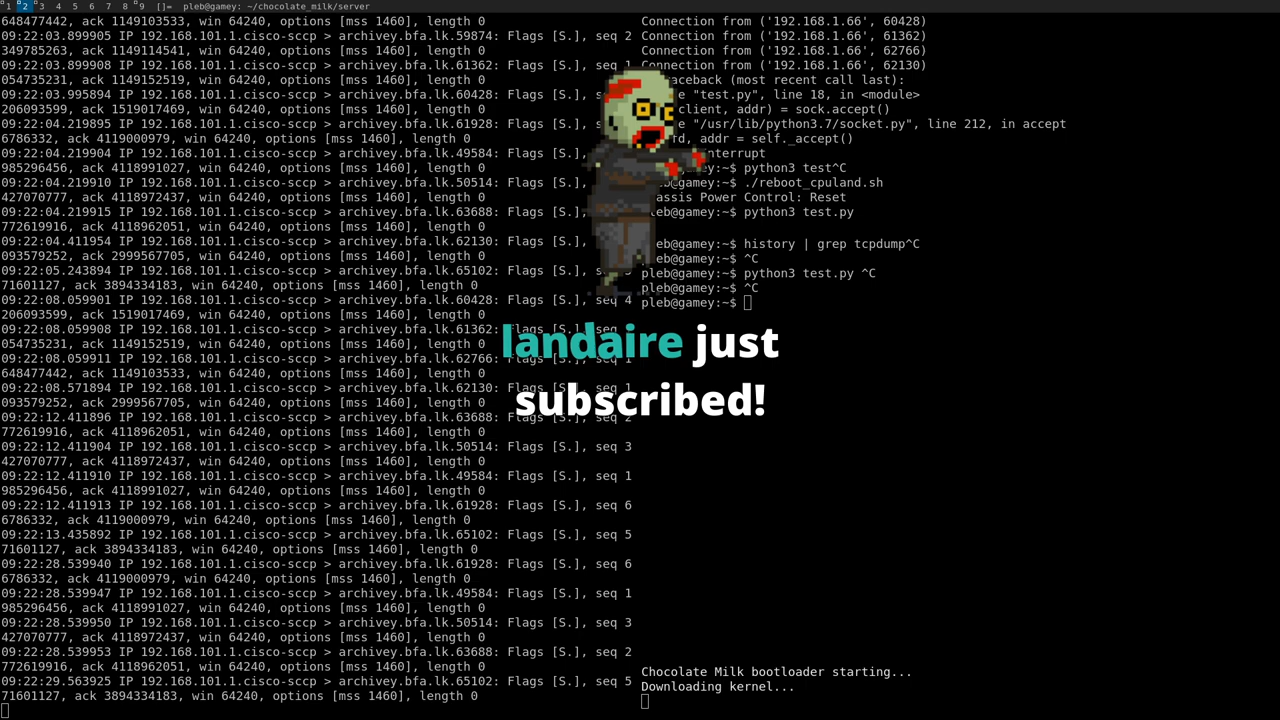 1 2 3 4 5 6 7 8 9 []= pleb@gamey: ~/chocolate_milk/server
648477442, ack 1149103533, win 64240, options [mss 1460], length 0
09:22:03.899905 IP 192.168.101.1.cisco-sccp > archivey.bfa.lk.59874: Flags [S.], seq 2
349785263, ack 1149114541, win 64240, options [mss 1460], length 0
09:22:03.899908 IP 192.168.101.1.cisco-sccp > archivey.bfa.lk.61362: Flags [S.], seq 1
054735231, ack 1149152519, win 64240, options [mss 1460], length 0
09:22:03.995894 IP 192.168.101.1.cisco-sccp > archivey.bfa.lk.60428: Flags [S.],
206093599, ack 1519017469, win 64240, options [mss 1460], length 0
09:22:04.219895 IP 192.168.101.1.cisco-sccp > archivey.bfa.lk.61928: Flags [S.],
6786332, ack 4119000979, win 64240, options [mss 1460], length 0
09:22:04.219904 IP 192.168.101.1.cisco-sccp > archivey.bfa.lk.49584: Flags [S.],
985296456, ack 4118991027, win 64240, options [mss 1460], length 0
09:22:04.219910 IP 192.168.101.1.cisco-sccp > archivey.bfa.lk.50514: Flags [S.],
427070777, ack 4118972437, win 64240, options [mss 1460], length 0
09:22:04.219915 IP 192.168.101.1.cisco-sccp > archivey.bfa.lk.63688: Flags [S.],
772619916, ack 4118962051, win 64240, options [mss 1460], length 0
09:22:04.411954 IP 192.168.101.1.cisco-sccp > archivey.bfa.lk.62130: Flags [S.],
093579252, ack 2999567705, win 64240, options [mss 1460], length 0
09:22:05.243894 IP 192.168.101.1.cisco-sccp > archivey.bfa.lk.65102: Flags [S.],
71601127, ack 3894334183, win 64240, options [mss 1460], length 0
09:22:08.059901 IP 192.168.101.1.cisco-sccp > archivey.bfa.lk.60428: Flags [S.], seq 4
206093599, ack 1519017469, win 64240, options [mss 1460], length 0
09:22:08.059908 IP 192.168.101.1.cisco-sccp > archivey.bfa.lk.61362: Flags [S.],
054735231, ack 1149152519, win 64240, options [mss 1460], length 0
09:22:08.059911 IP 192.168.101.1.cisco-sccp > archivey.bfa.lk.62766: Flags [S.], seq 1
648477442, ack 1149103533, win 64240, options [mss 1460], length 0
09:22:08.571894 IP 192.168.101.1.cisco-sccp > archivey.bfa.lk.62130: Flags [S.], seq 1
093579252, ack 2999567705, win 64240, options [mss 1460], length 0
09:22:12.411896 IP 192.168.101.1.cisco-sccp > archivey.bfa.lk.63688: Flags [S.], seq 2
772619916, ack 4118962051, win 64240, options [mss 1460], length 0
09:22:12.411904 IP 192.168.101.1.cisco-sccp > archivey.bfa.lk.50514: Flags [S.], seq 3
427070777, ack 4118972437, win 64240, options [mss 1460], length 0
09:22:12.411910 IP 192.168.101.1.cisco-sccp > archivey.bfa.lk.49584: Flags [S.], seq 1
985296456, ack 4118991027, win 64240, options [mss 1460], length 0
09:22:12.411913 IP 192.168.101.1.cisco-sccp > archivey.bfa.lk.61928: Flags [S.], seq 6
6786332, ack 4119000979, win 64240, options [mss 1460], length 0
09:22:13.435892 IP 192.168.101.1.cisco-sccp > archivey.bfa.lk.65102: Flags [S.], seq 5
71601127, ack 3894334183, win 64240, options [mss 1460], length 0
09:22:28.539940 IP 192.168.101.1.cisco-sccp > archivey.bfa.lk.61928: Flags [S.], seq 6
6786332, ack 4119000979, win 64240, options [mss 1460], length 0
09:22:28.539947 IP 192.168.101.1.cisco-sccp > archivey.bfa.lk.49584: Flags [S.], seq 1
985296456, ack 4118991027, win 64240, options [mss 1460], length 0
09:22:28.539950 IP 192.168.101.1.cisco-sccp > archivey.bfa.lk.50514: Flags [S.], seq 3
427070777, ack 4118972437, win 64240, options [mss 1460], length 0
09:22:28.539953 IP 192.168.101.1.cisco-sccp > archivey.bfa.lk.63688: Flags [S.], seq 2
772619916, ack 4118962051, win 64240, options [mss 1460], length 0
09:22:29.563925 IP 192.168.101.1.cisco-sccp > archivey.bfa.lk.65102: Flags [S.], seq 5
71601127, ack 3894334183, win 64240, options [mss 1460], length 0
Connection from ('192.168.1.66', 60428)
Connection from ('192.168.1.66', 61362)
Connection from ('192.168.1.66', 62766)
Connection from ('192.168.1.66', 62130)
aceback (most recent call last):
"test.py", line 18, in <module>
client, addr) = sock.accept()
"/usr/lib/python3.7/socket.py", line 212, in accept
fd, addr = self._accept()
interrupt
pleb@gamey:~$ python3 test^C
pleb@gamey:~$ ./reboot_cpuland.sh
assis Power Control: Reset
pleb@gamey:~$ python3 test.py
pleb@gamey:~$ history | grep tcpdump^C
pleb@gamey:~$ ^C
pleb@gamey:~$ python3 test.py ^C
pleb@gamey:~$ ^C
pleb@gamey:~$
landaire just
subscribed!
Chocolate Milk bootloader starting...
Downloading kernel...